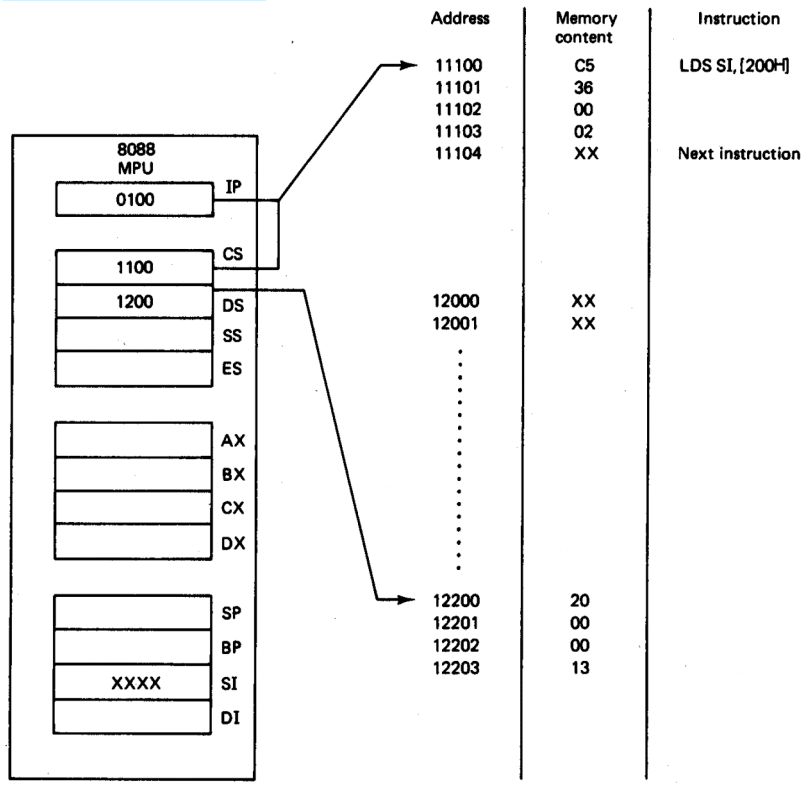 Address Memory content Instruction
11100 C5 LDS SI, [200H]
11101 36
11102 00
11103 02
11104 XX Next instruction
8088
MPU
0100 IP
1100 CS
1200 DS
SS
ES
12000 XX
12001 XX
AX
BX
CX
DX
12200 20
12201 00
12202 00
12203 13
SP
BP
XXXX SI
DI